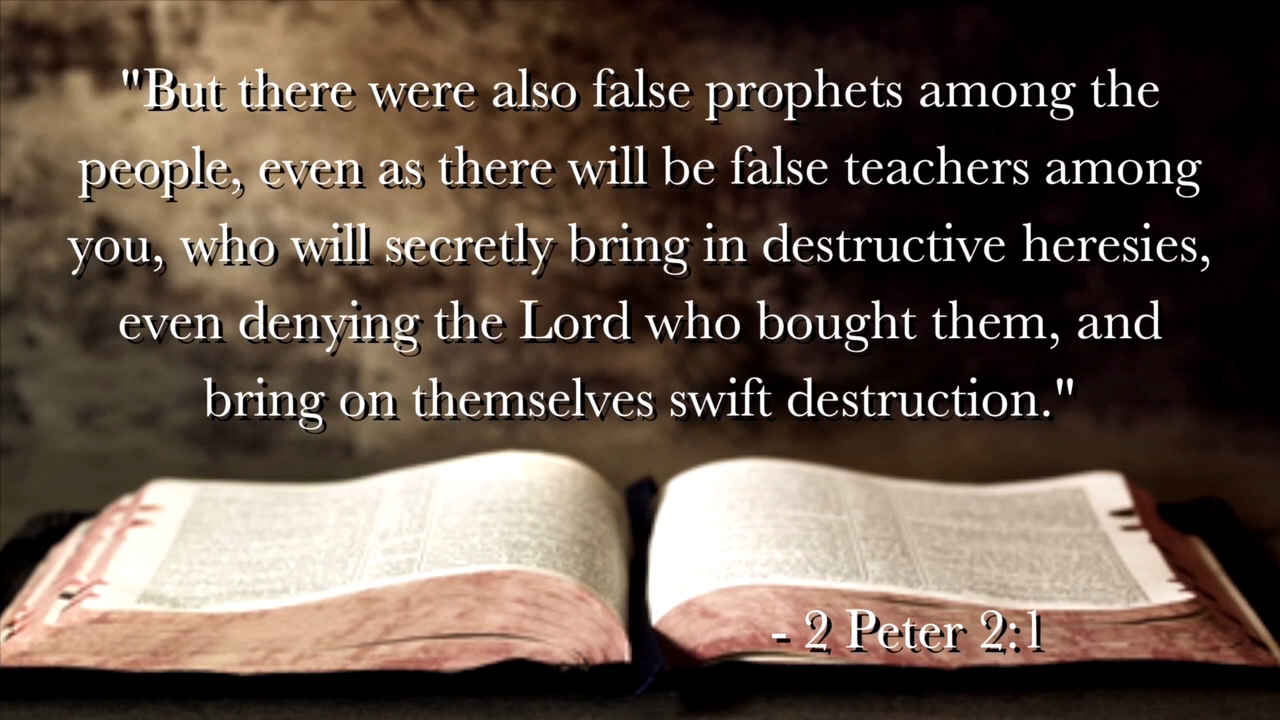 "But there were also false prophets among the
people, even as there will be false teachers among
you, who will secretly bring in destructive heresies,
even denying the Lord who bought them, and
bring on themselves swift destruction."
- 2 Peter 2:1